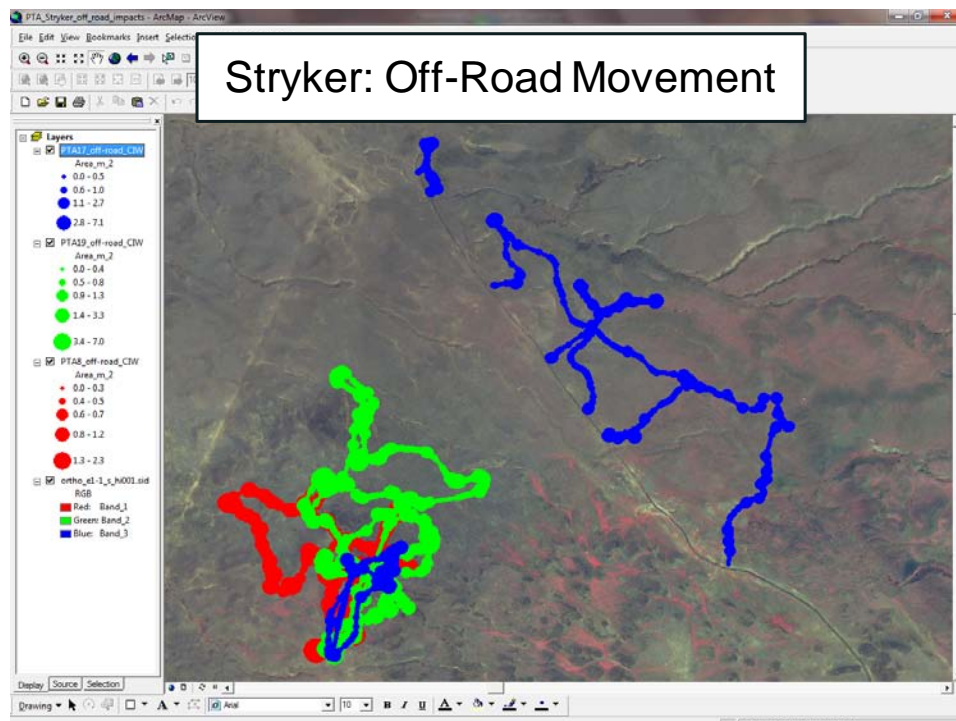 PTA_Stryker_off_road_impacts - ArcMap - ArcView
File Edit View Bookmarks Insert Selectio
Stryker: Off-Road Movement
Layers
PTA17_off-road_CIW
Area_m_2
0.0 - 0.5
0.6 - 1.0
1.1 - 2.7
2.8 - 7.1
PTA19_off-road_CIW
Area_m_2
0.0 - 0.4
0.5 - 0.8
0.9 - 1.3
1.4 - 3.3
3.4 - 7.0
PTA8_off-road_CIW
Area_m_2
0.0 - 0.3
0.4 - 0.5
0.6 - 0.7
0.8 - 1.2
1.3 - 2.3
ortho_e1-1_s_hi001.sid
RGB
Red: Band_1
Green: Band_2
Blue: Band_3
Display Source Selection
Drawing A Arial 10 B I U A